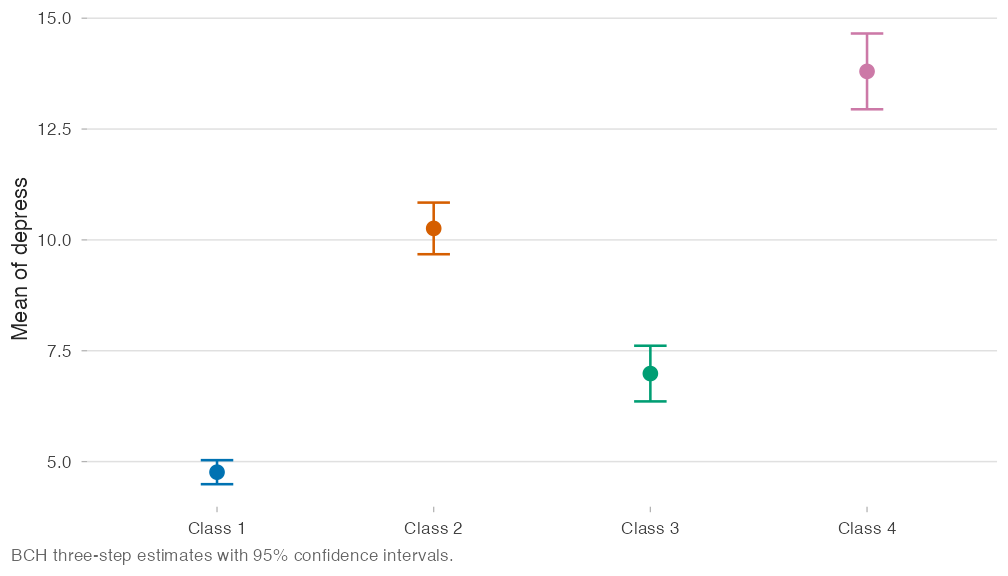 15.0
12.5
10.0
7.5
5.0
Mean of depress
Class 1
Class 2
Class 3
Class 4
BCH three-step estimates with 95% confidence intervals.